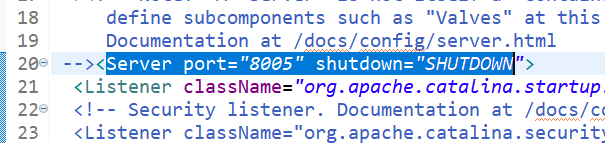 18 define subcomponents such as "Valves" at this
19 Documentation at /docs/config/server.html
20 --><Server port="8005" shutdown="SHUTDOWN">
21 <Listener className="org.apache.catalina.startup.
22 <!-- Security listener. Documentation at /docs/co
23 <Listener className="org.apache.catalina.security